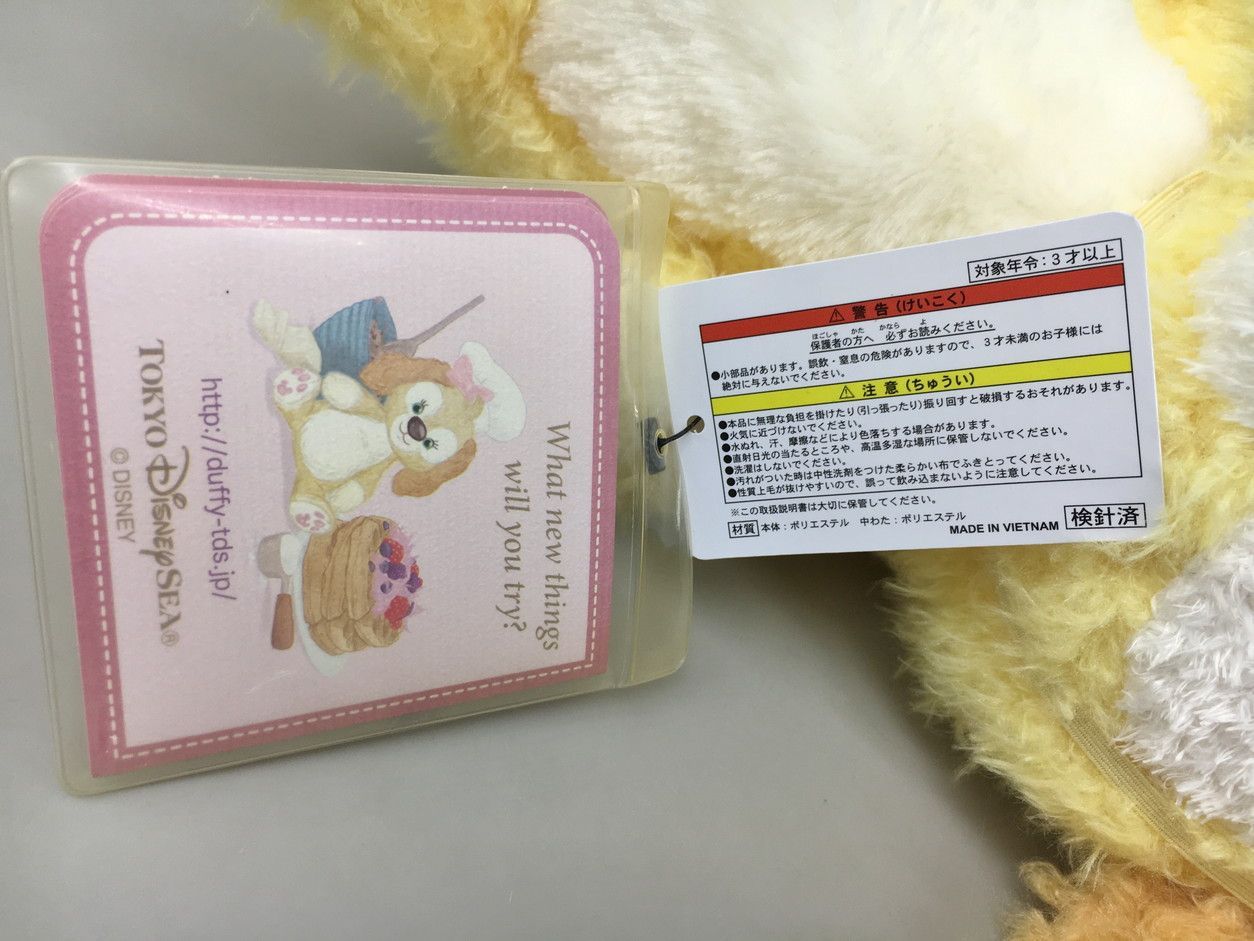 What new things
will you try?
http://duffy-tds.jp/
TOKYO DISNEY SEA®
©DISNEY
対象年令：3才以上
⚠警告(けいこく)
ほごしゃ かた かなら よ
保護者の方へ 必ずお読みください。
●小部品があります。誤飲・窒息の危険がありますので、3才未満のお子様には
絶対に与えないでください。
⚠注意(ちゅうい)
●本品に無理な負担を掛けたり(引っ張ったり)振り回すと破損するおそれがあります。
●火気に近づけないでください。
●水ぬれ、汗、摩擦などにより色落ちする場合があります。
●直射日光の当たるところや、高温多湿な場所に保管しないでください。
●洗濯はしないでください。
●汚れがついた時は中性洗剤をつけた柔らかい布でふきとってください。
●性質上毛が抜けやすいので、誤って飲み込まないように注意してください。
※この取扱説明書は大切に保管してください。
材質 本体：ポリエステル 中わた：ポリエステル
MADE IN VIETNAM 検針済